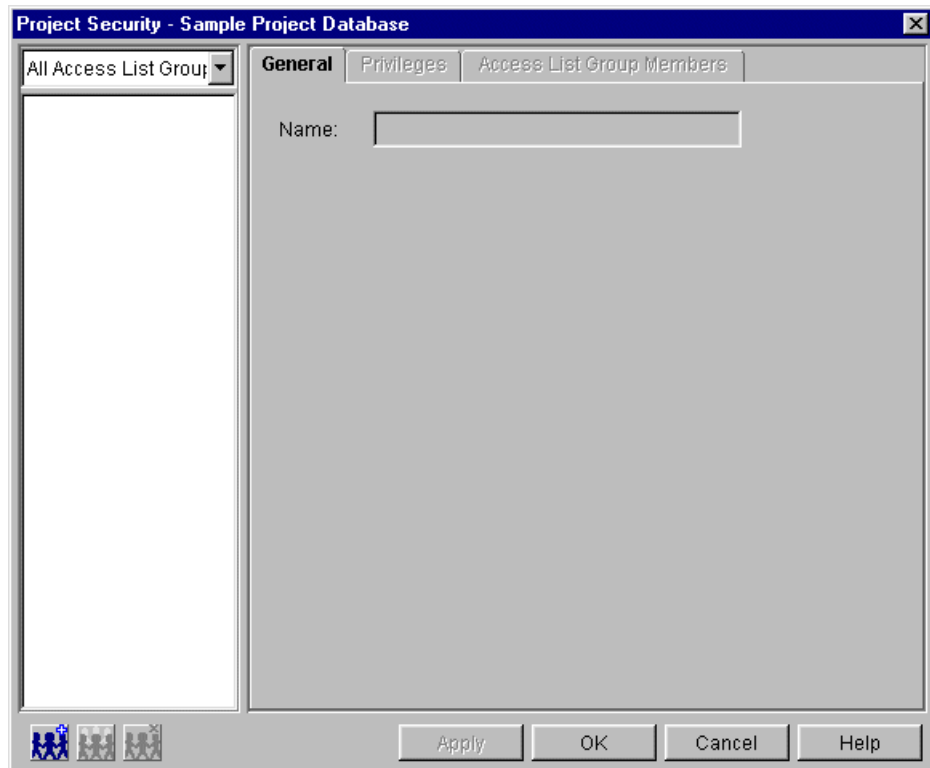 Project Security - Sample Project Database
All Access List Group
General
Privileges
Access List Group Members
Name:
Apply
OK
Cancel
Help